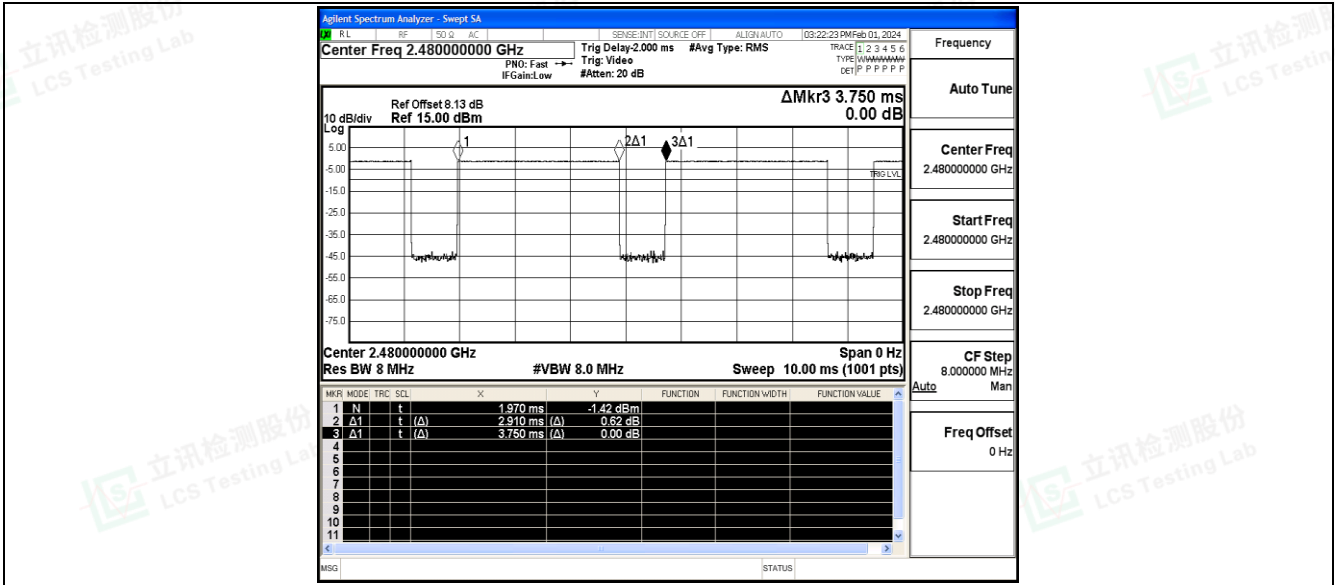 Agilent Spectrum Analyzer - Swept SA
RL RF 50 Ω AC SENSE:INT SOURCE OFF ALIGN AUTO 03:22:23 PM Feb 01, 2024
Center Freq 2.480000000 GHz
Trig Delay-2.000 ms #Avg Type: RMS
TRACE 1 2 3 4 5 6
PNO: Fast Trig: Video
TYPE WWWWWWW
IFGain:Low #Atten: 20 dB
DET P P P P P P
Frequency
Auto Tune
Center Freq
2.480000000 GHz
Start Freq
2.480000000 GHz
Stop Freq
2.480000000 GHz
CF Step
8.000000 MHz
Auto Man
Freq Offset
0 Hz
ΔMkr3 3.750 ms
0.00 dB
Ref Offset 8.13 dB
10 dB/div Ref 15.00 dBm
Log
1 2Δ1 3Δ1
5.00
-5.00
TRIG LVL
-15.0
-25.0
-35.0
-45.0
-55.0
-65.0
-75.0
Center 2.480000000 GHz Span 0 Hz
Res BW 8 MHz #VBW 8.0 MHz Sweep 10.00 ms (1001 pts)
MKR MODE TRC SCL X Y FUNCTION FUNCTION WIDTH FUNCTION VALUE
1 N t 1.970 ms -1.42 dBm
2 Δ1 t (Δ) 2.910 ms (Δ) 0.62 dB
3 Δ1 t (Δ) 3.750 ms (Δ) 0.00 dB
4
5
6
7
8
9
10
11
MSG STATUS
立讯检测股份
LCS Testing Lab
立讯检测股份
LCS Testing Lab
立讯检测股份
LCS Testing Lab